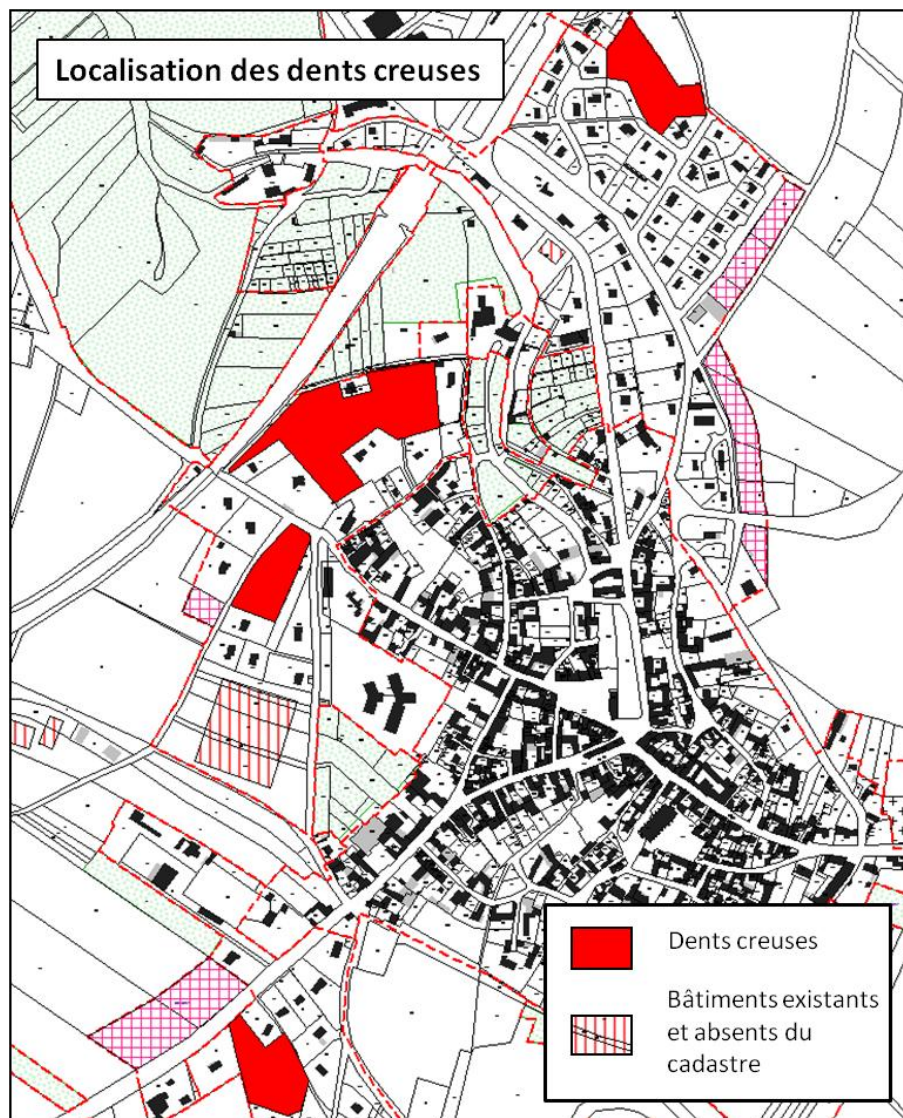 Localisation des dents creuses
Dents creuses
Bâtiments existants
et absents du
cadastre